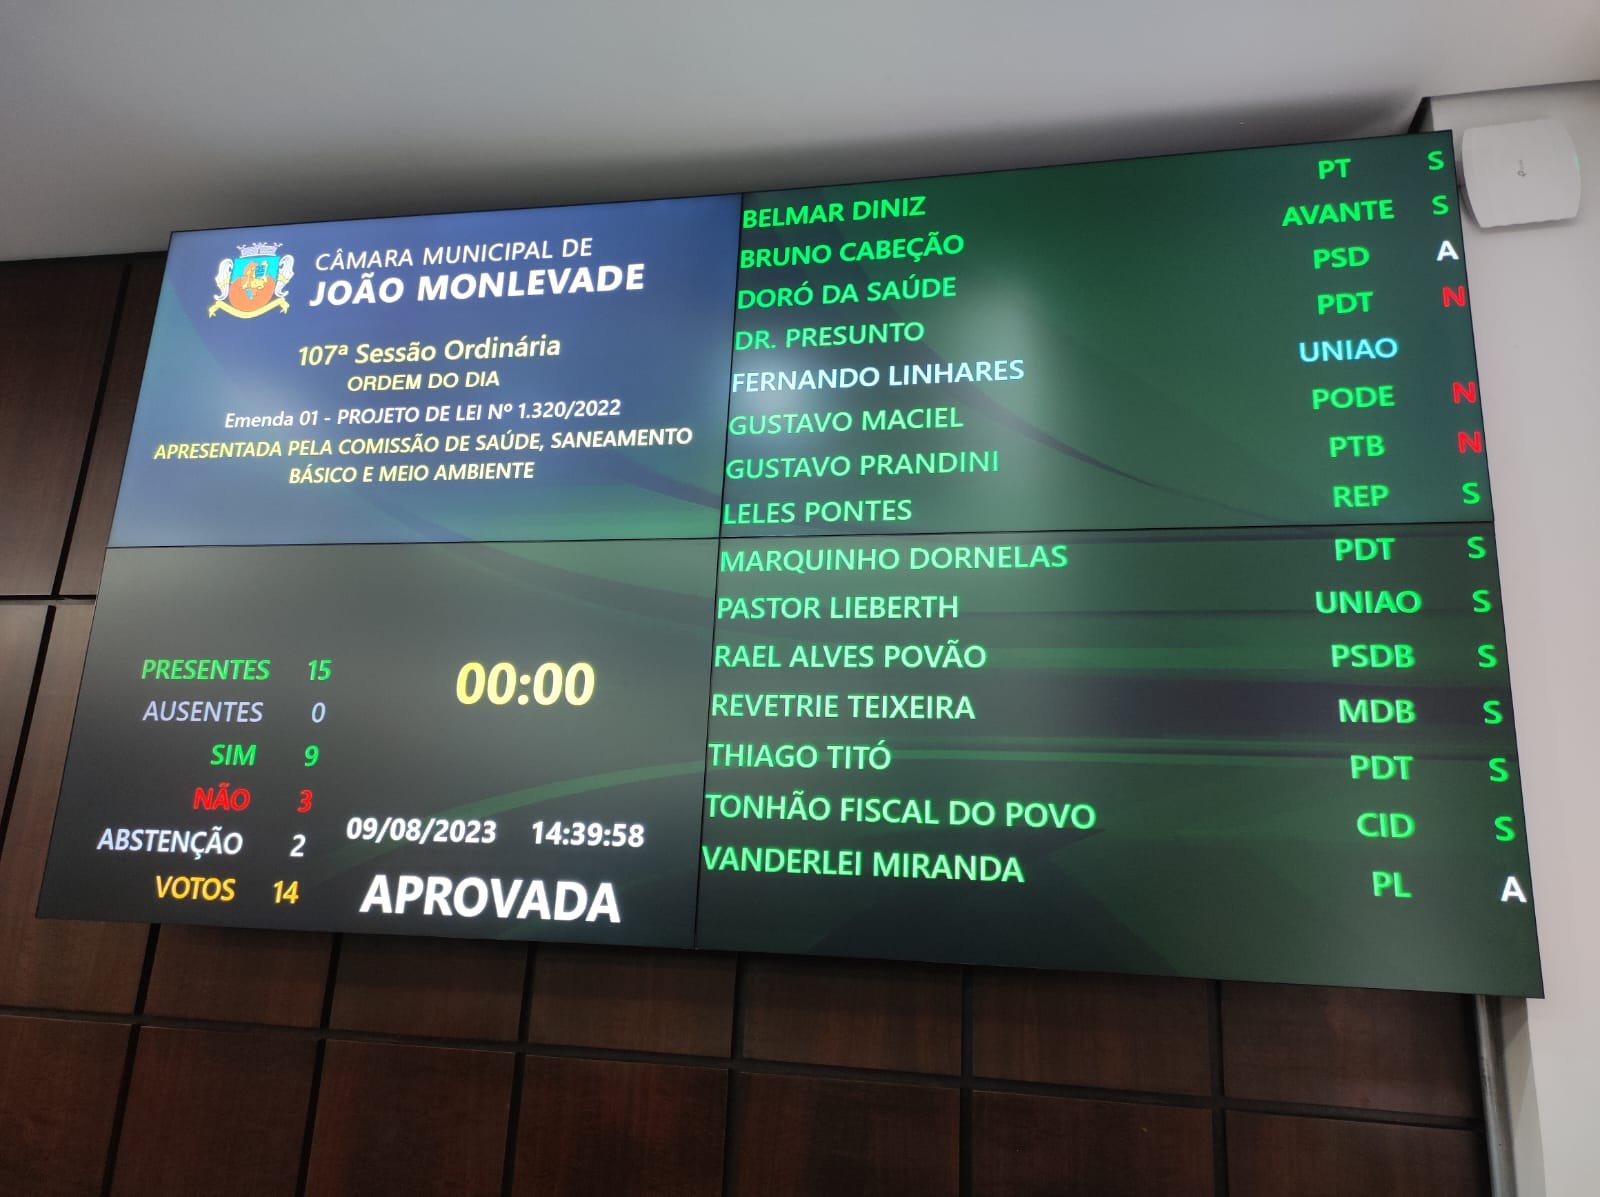 CÂMARA MUNICIPAL DE
JOÃO MONLEVADE
107ª Sessão Ordinária
ORDEM DO DIA
Emenda 01 - PROJETO DE LEI Nº 1.320/2022
APRESENTADA PELA COMISSÃO DE SAÚDE, SANEAMENTO
BÁSICO E MEIO AMBIENTE
PRESENTES 15
AUSENTES 0
SIM 9
NÃO 3
ABSTENÇÃO 2
VOTOS 14
00:00
09/08/2023 14:39:58
APROVADA
BELMAR DINIZ PT S
BRUNO CABEÇÃO AVANTE S
DORÓ DA SAÚDE PSD A
DR. PRESUNTO PDT N
FERNANDO LINHARES UNIAO
GUSTAVO MACIEL PODE N
GUSTAVO PRANDINI PTB N
LELES PONTES REP S
MARQUINHO DORNELAS PDT S
PASTOR LIEBERTH UNIAO S
RAEL ALVES POVÃO PSDB S
REVETRIE TEIXEIRA MDB S
THIAGO TITÓ PDT S
TONHÃO FISCAL DO POVO CID S
VANDERLEI MIRANDA PL A